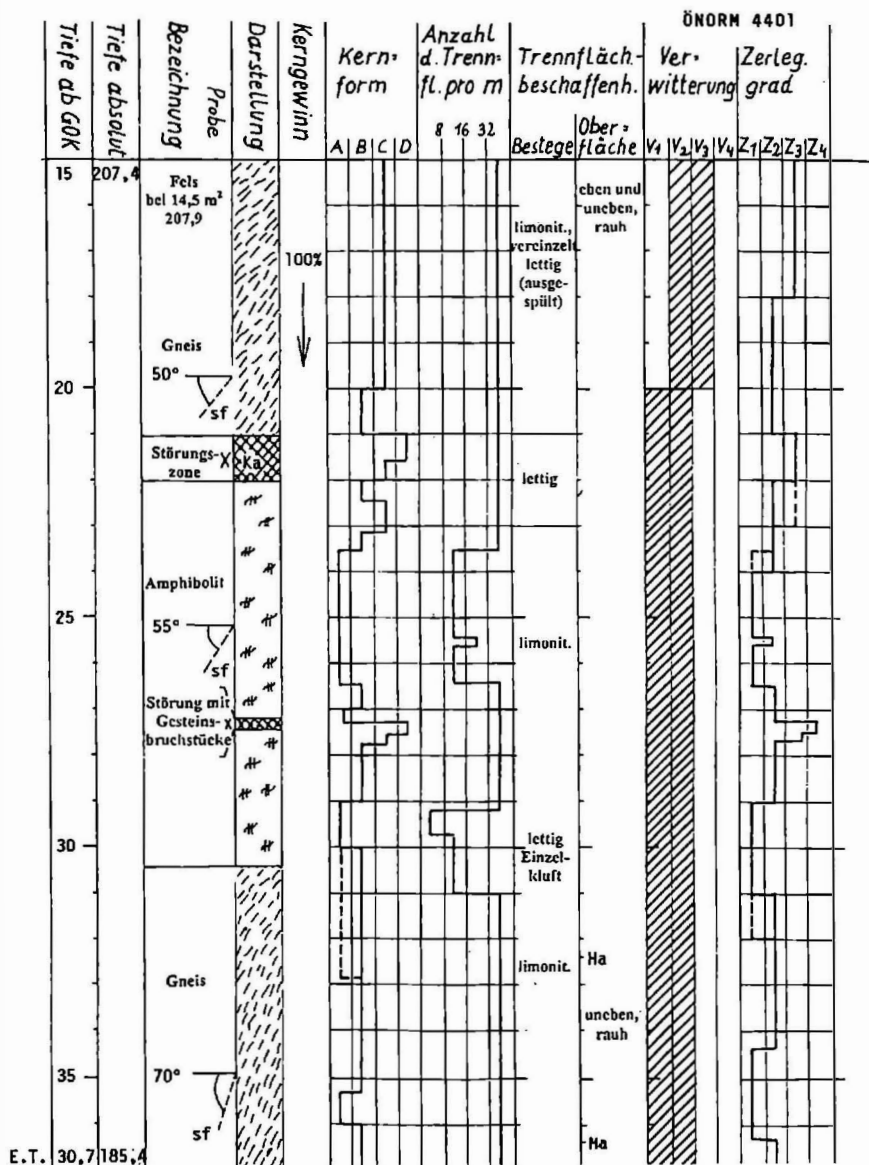 ÖNORM 4401
Tiefe ab GOK
Tiefe absolut
Bezeichnung
Probe
Darstellung
Kerngewinn
Kern=
form
A B C D
Anzahl
d. Trenn=
fl. pro m
8 16 32
Trennfläch-
beschaffenh.
Bestege
Ober=
fläche
Ver=
witterung
V1 V2 V3 V4
Zerleg.
grad
Z1 Z2 Z3 Z4
15
207,4
Fels
bei 14,5 m²
207,9
eben und
uneben,
rauh
limonit.,
vereinzelt
lettig
(ausge-
spült)
100%
Gneis
20
50°
sf
Störungs-
zone
X
Ka
lettig
Amphibolit
25
55°
sf
limonit.
Störung mit
Gesteins-
bruchstücke
x
30
lettig
Einzel-
kluft
Gneis
limonit.
Ha
uneben,
rauh
35
70°
sf
Ha
E.T. 30,7 185,4